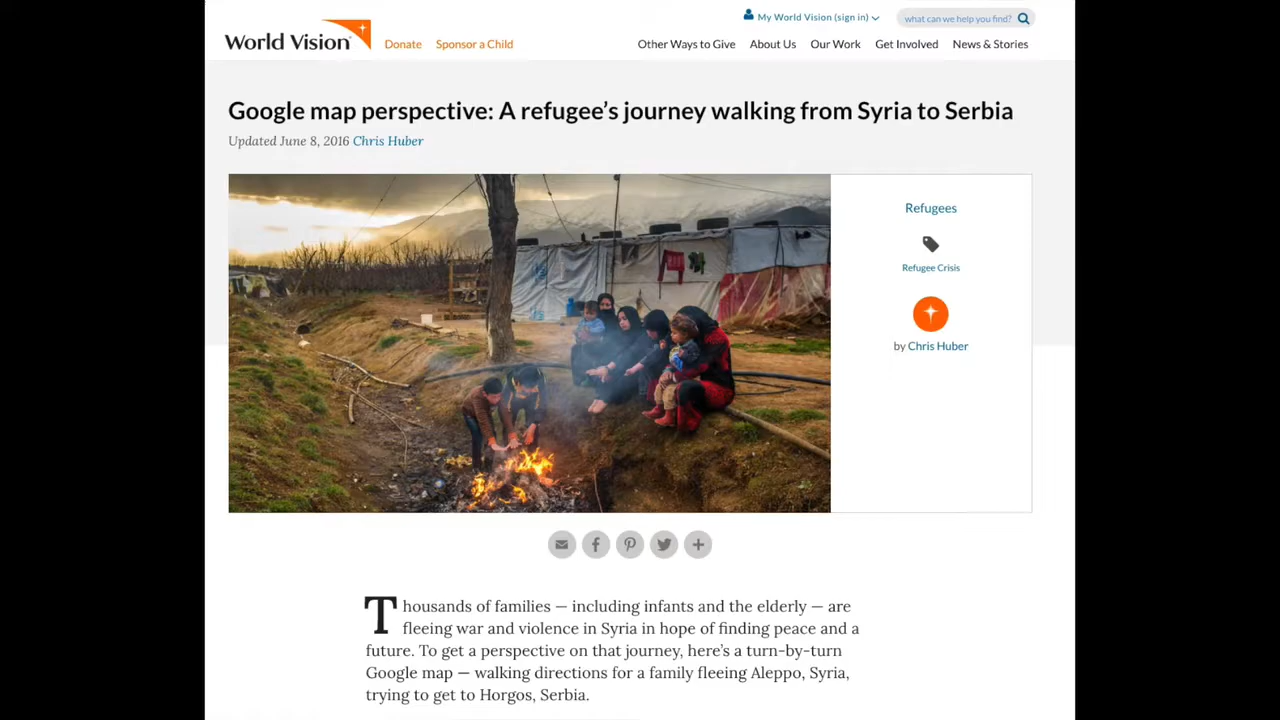 My World Vision (sign in)
what can we help you find?
World Vision
Donate
Sponsor a Child
Other Ways to Give
About Us
Our Work
Get Involved
News & Stories
Google map perspective: A refugee's journey walking from Syria to Serbia
Updated June 8, 2016 Chris Huber
Refugees
Refugee Crisis
by Chris Huber
Thousands of families — including infants and the elderly — are
fleeing war and violence in Syria in hope of finding peace and a
future. To get a perspective on that journey, here's a turn-by-turn
Google map — walking directions for a family fleeing Aleppo, Syria,
trying to get to Horgos, Serbia.